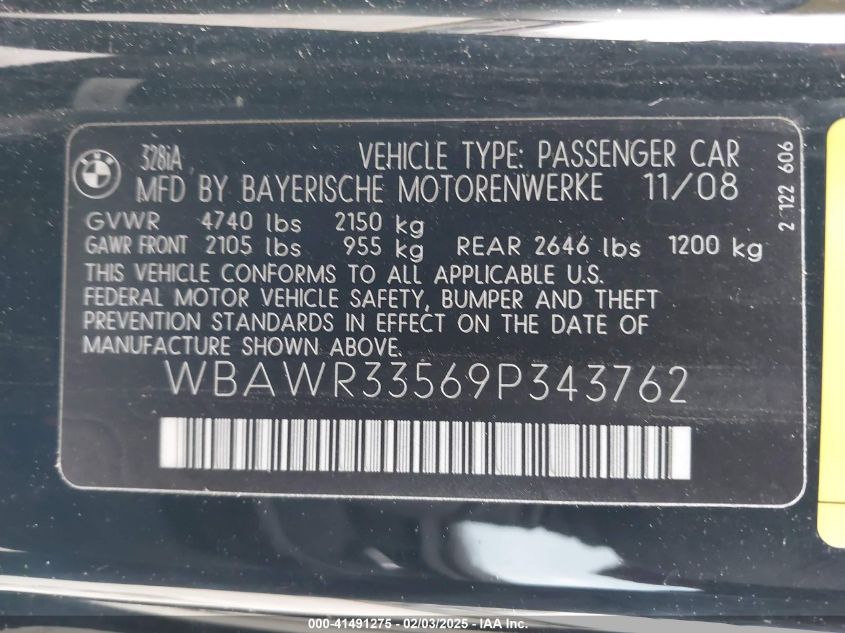 BMW
328iA VEHICLE TYPE: PASSENGER CAR
MFD BY BAYERISCHE MOTORENWERKE 11/08
GVWR 4740 lbs 2150 kg
GAWR FRONT 2105 lbs 955 kg REAR 2646 lbs 1200 kg
THIS VEHICLE CONFORMS TO ALL APPLICABLE U.S.
FEDERAL MOTOR VEHICLE SAFETY, BUMPER AND THEFT
PREVENTION STANDARDS IN EFFECT ON THE DATE OF
MANUFACTURE SHOWN ABOVE.
WBAWR33569P343762
2 122 606
000-41491275 - 02/03/2025 - IAA Inc.